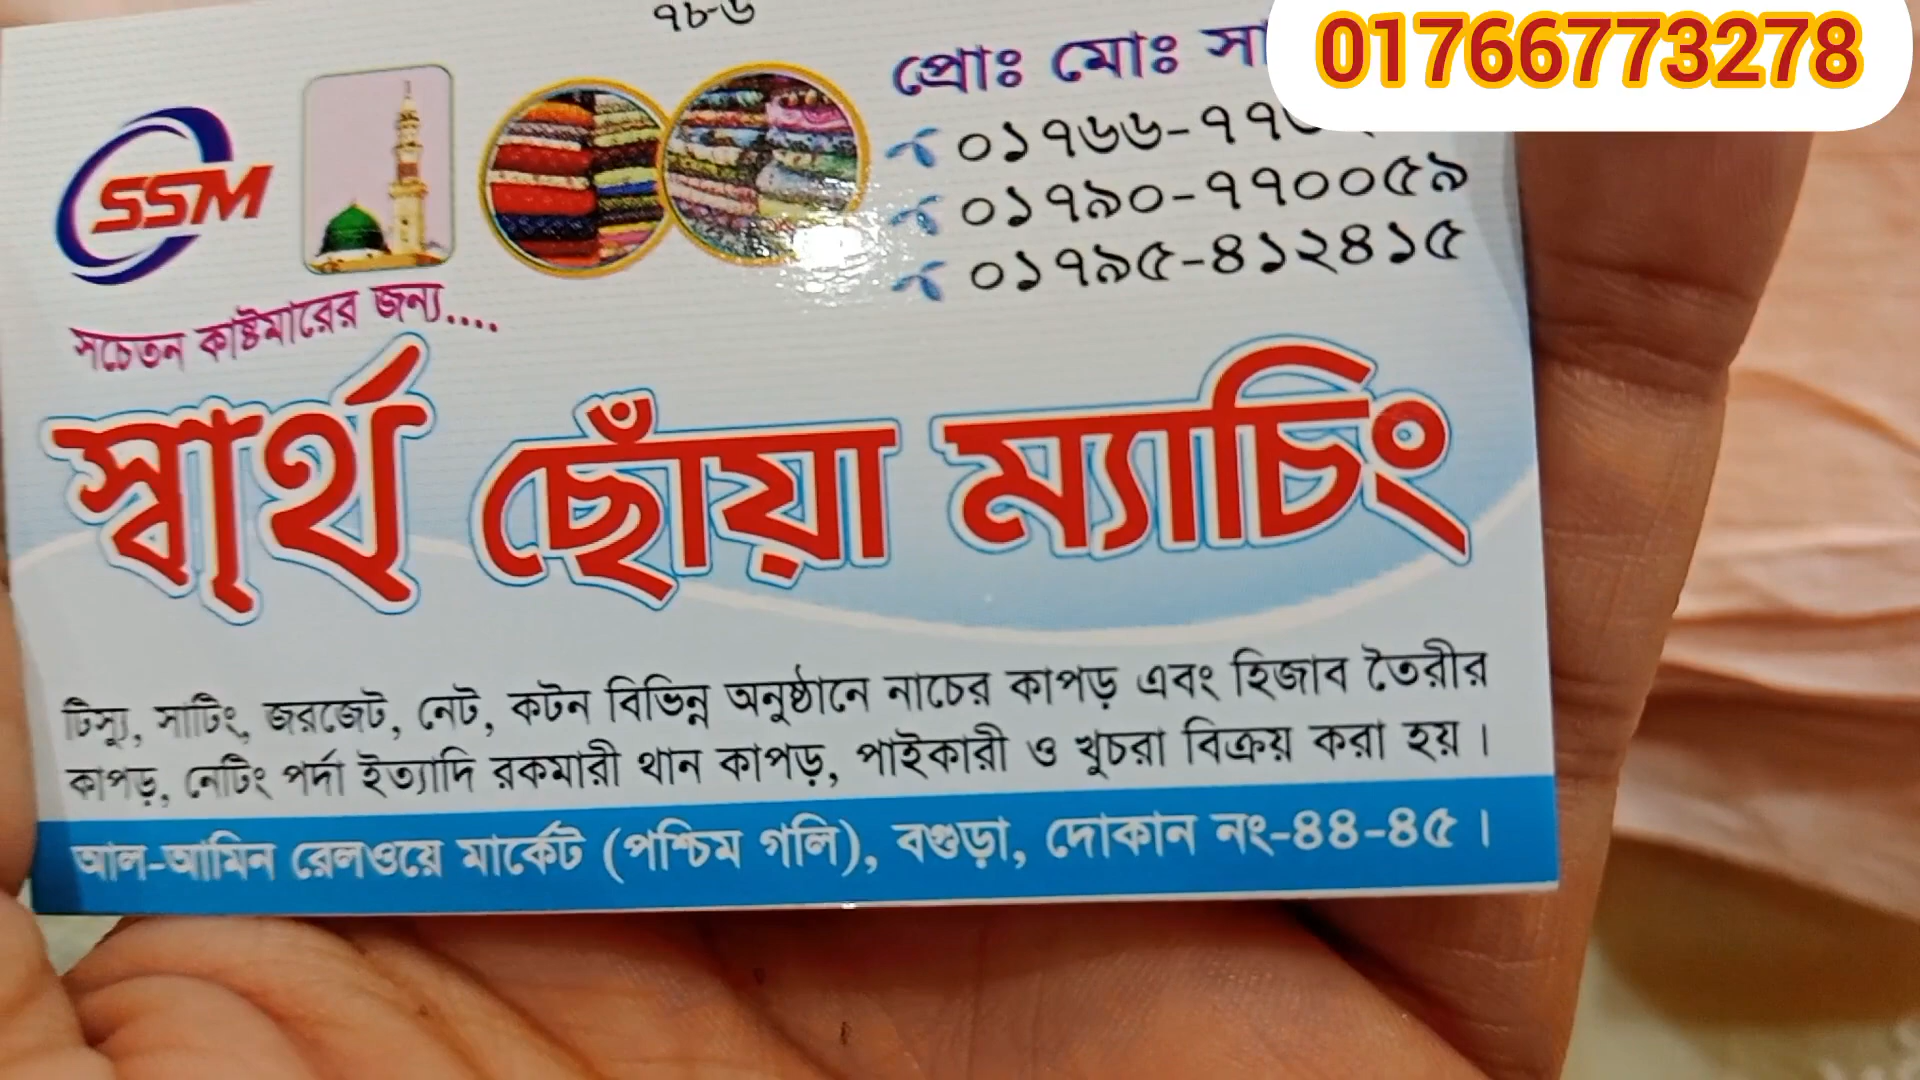 ৭৮৬
01766773278
প্রোঃ মোঃ
SSM
০১৭৬৬-৭৭
০১৭৯০-৭৭০০৫৯
০১৭৯৫-৪১২৪১৫
সচেতন কাষ্টমারের জন্য....
স্বার্থ ছোঁয়া ম্যাচিং
টিস্যু, সাটিং, জরজেট, নেট, কটন বিভিন্ন অনুষ্ঠানে নাচের কাপড় এবং হিজাব তৈরীর
কাপড়, নেটিং পর্দা ইত্যাদি রকমারী থান কাপড়, পাইকারী ও খুচরা বিক্রয় করা হয়।
আল-আমিন রেলওয়ে মার্কেট (পশ্চিম গলি), বগুড়া, দোকান নং-৪৪-৪৫।